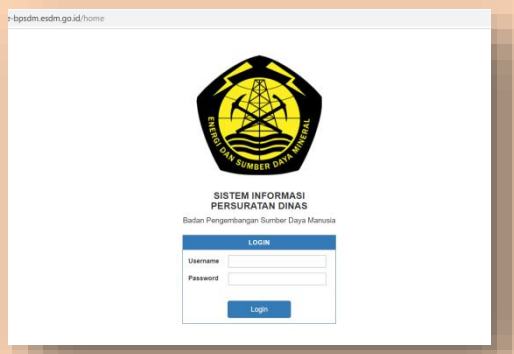 e-bpsdm.esdm.go.id/home
ENERGI DAN SUMBER DAYA MINERAL
SISTEM INFORMASI
PERSURATAN DINAS
Badan Pengembangan Sumber Daya Manusia
LOGIN
Username
Password
Login